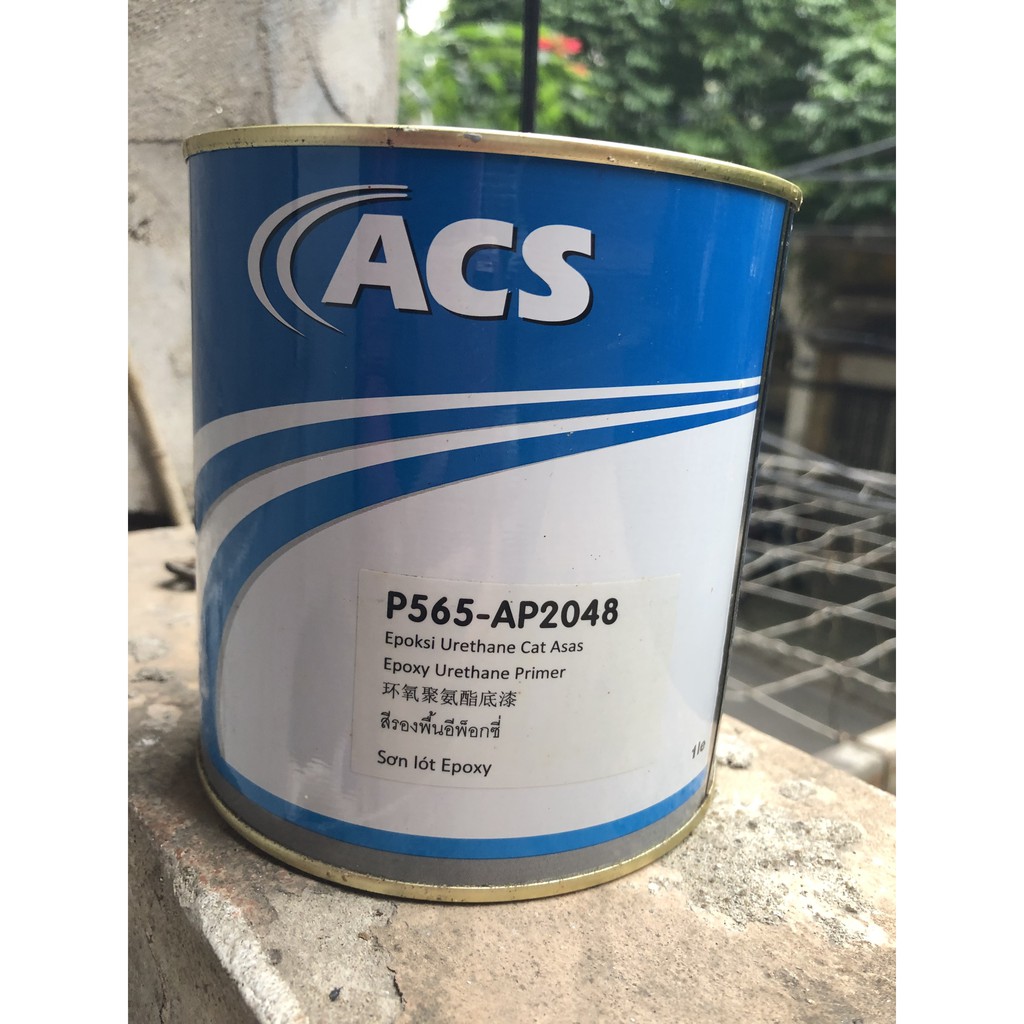 ACS
P565-AP2048
Epoksi Urethane Cat Asas
Epoxy Urethane Primer
环氧聚氨酯底漆
สีรองพื้นอีพ็อกซี่
Sơn lót Epoxy